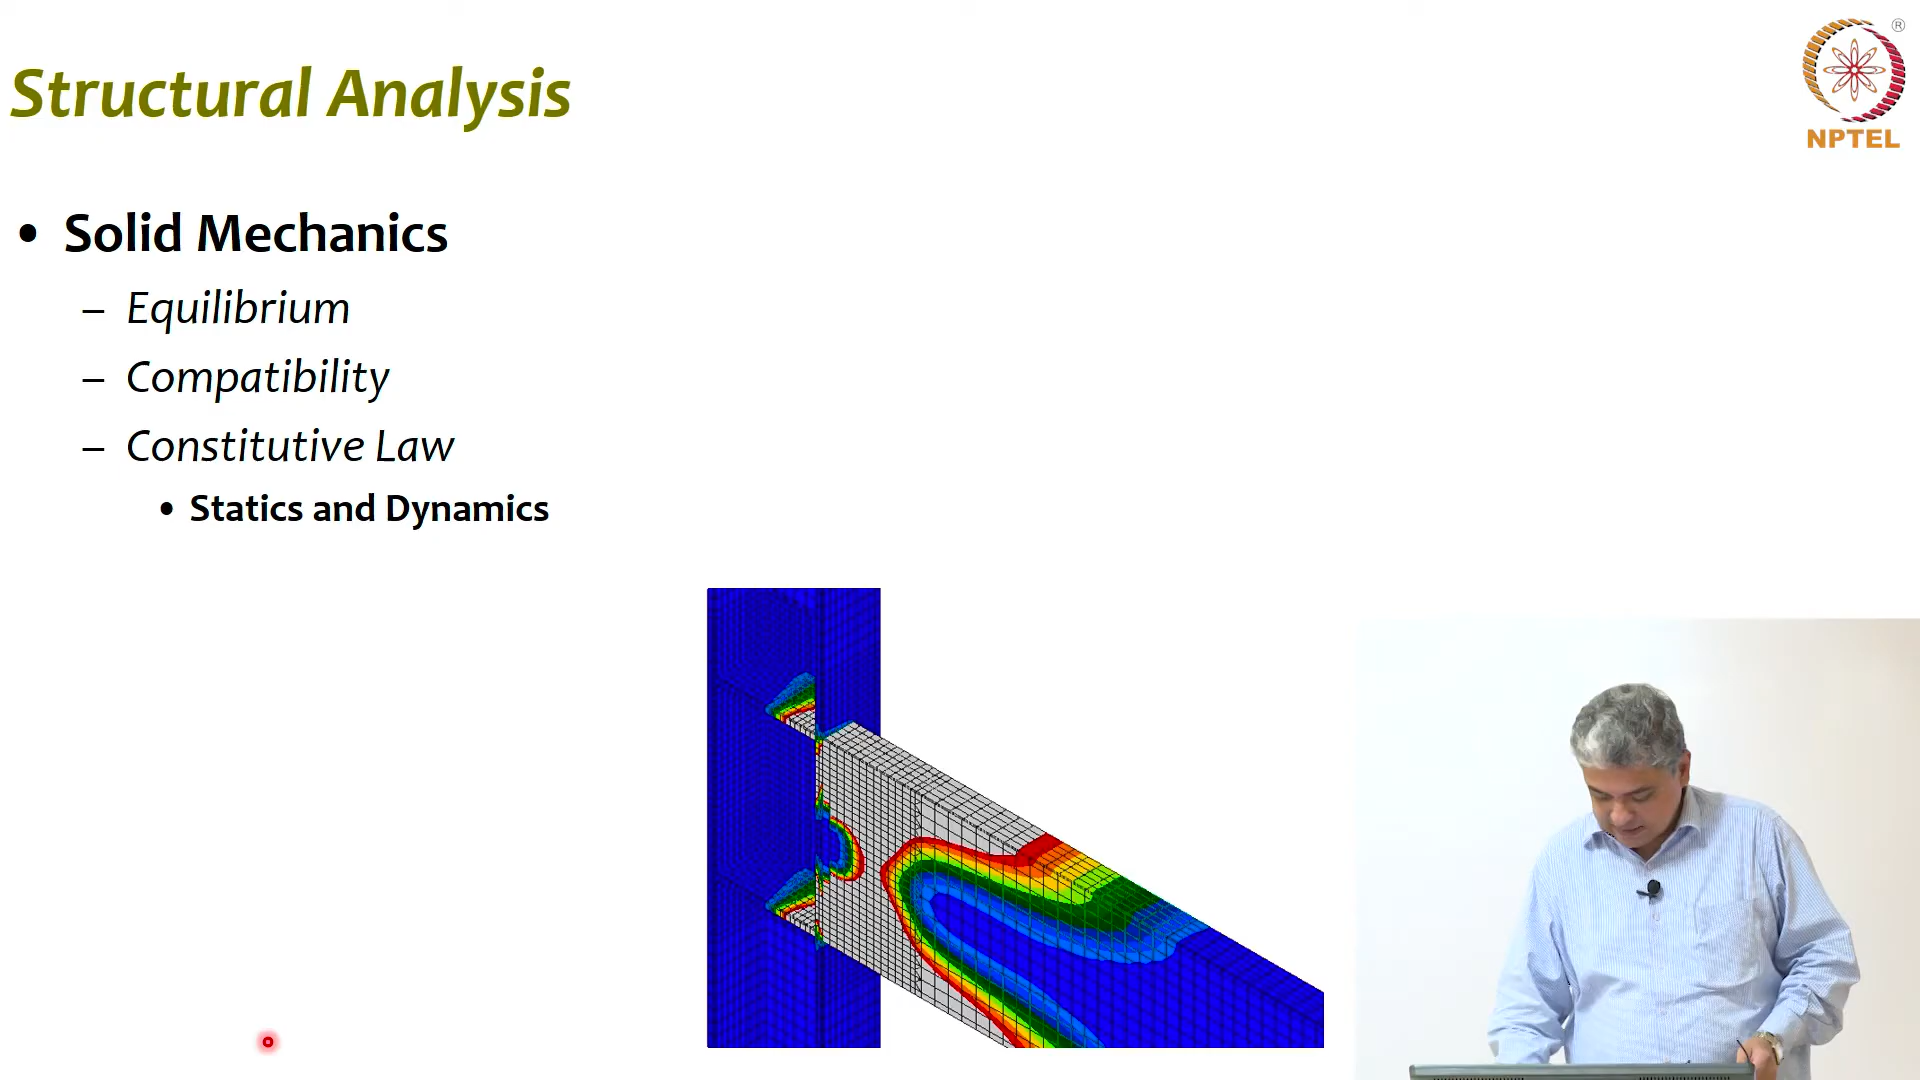 Structural Analysis
®
NPTEL
• Solid Mechanics
– Equilibrium
– Compatibility
– Constitutive Law
• Statics and Dynamics